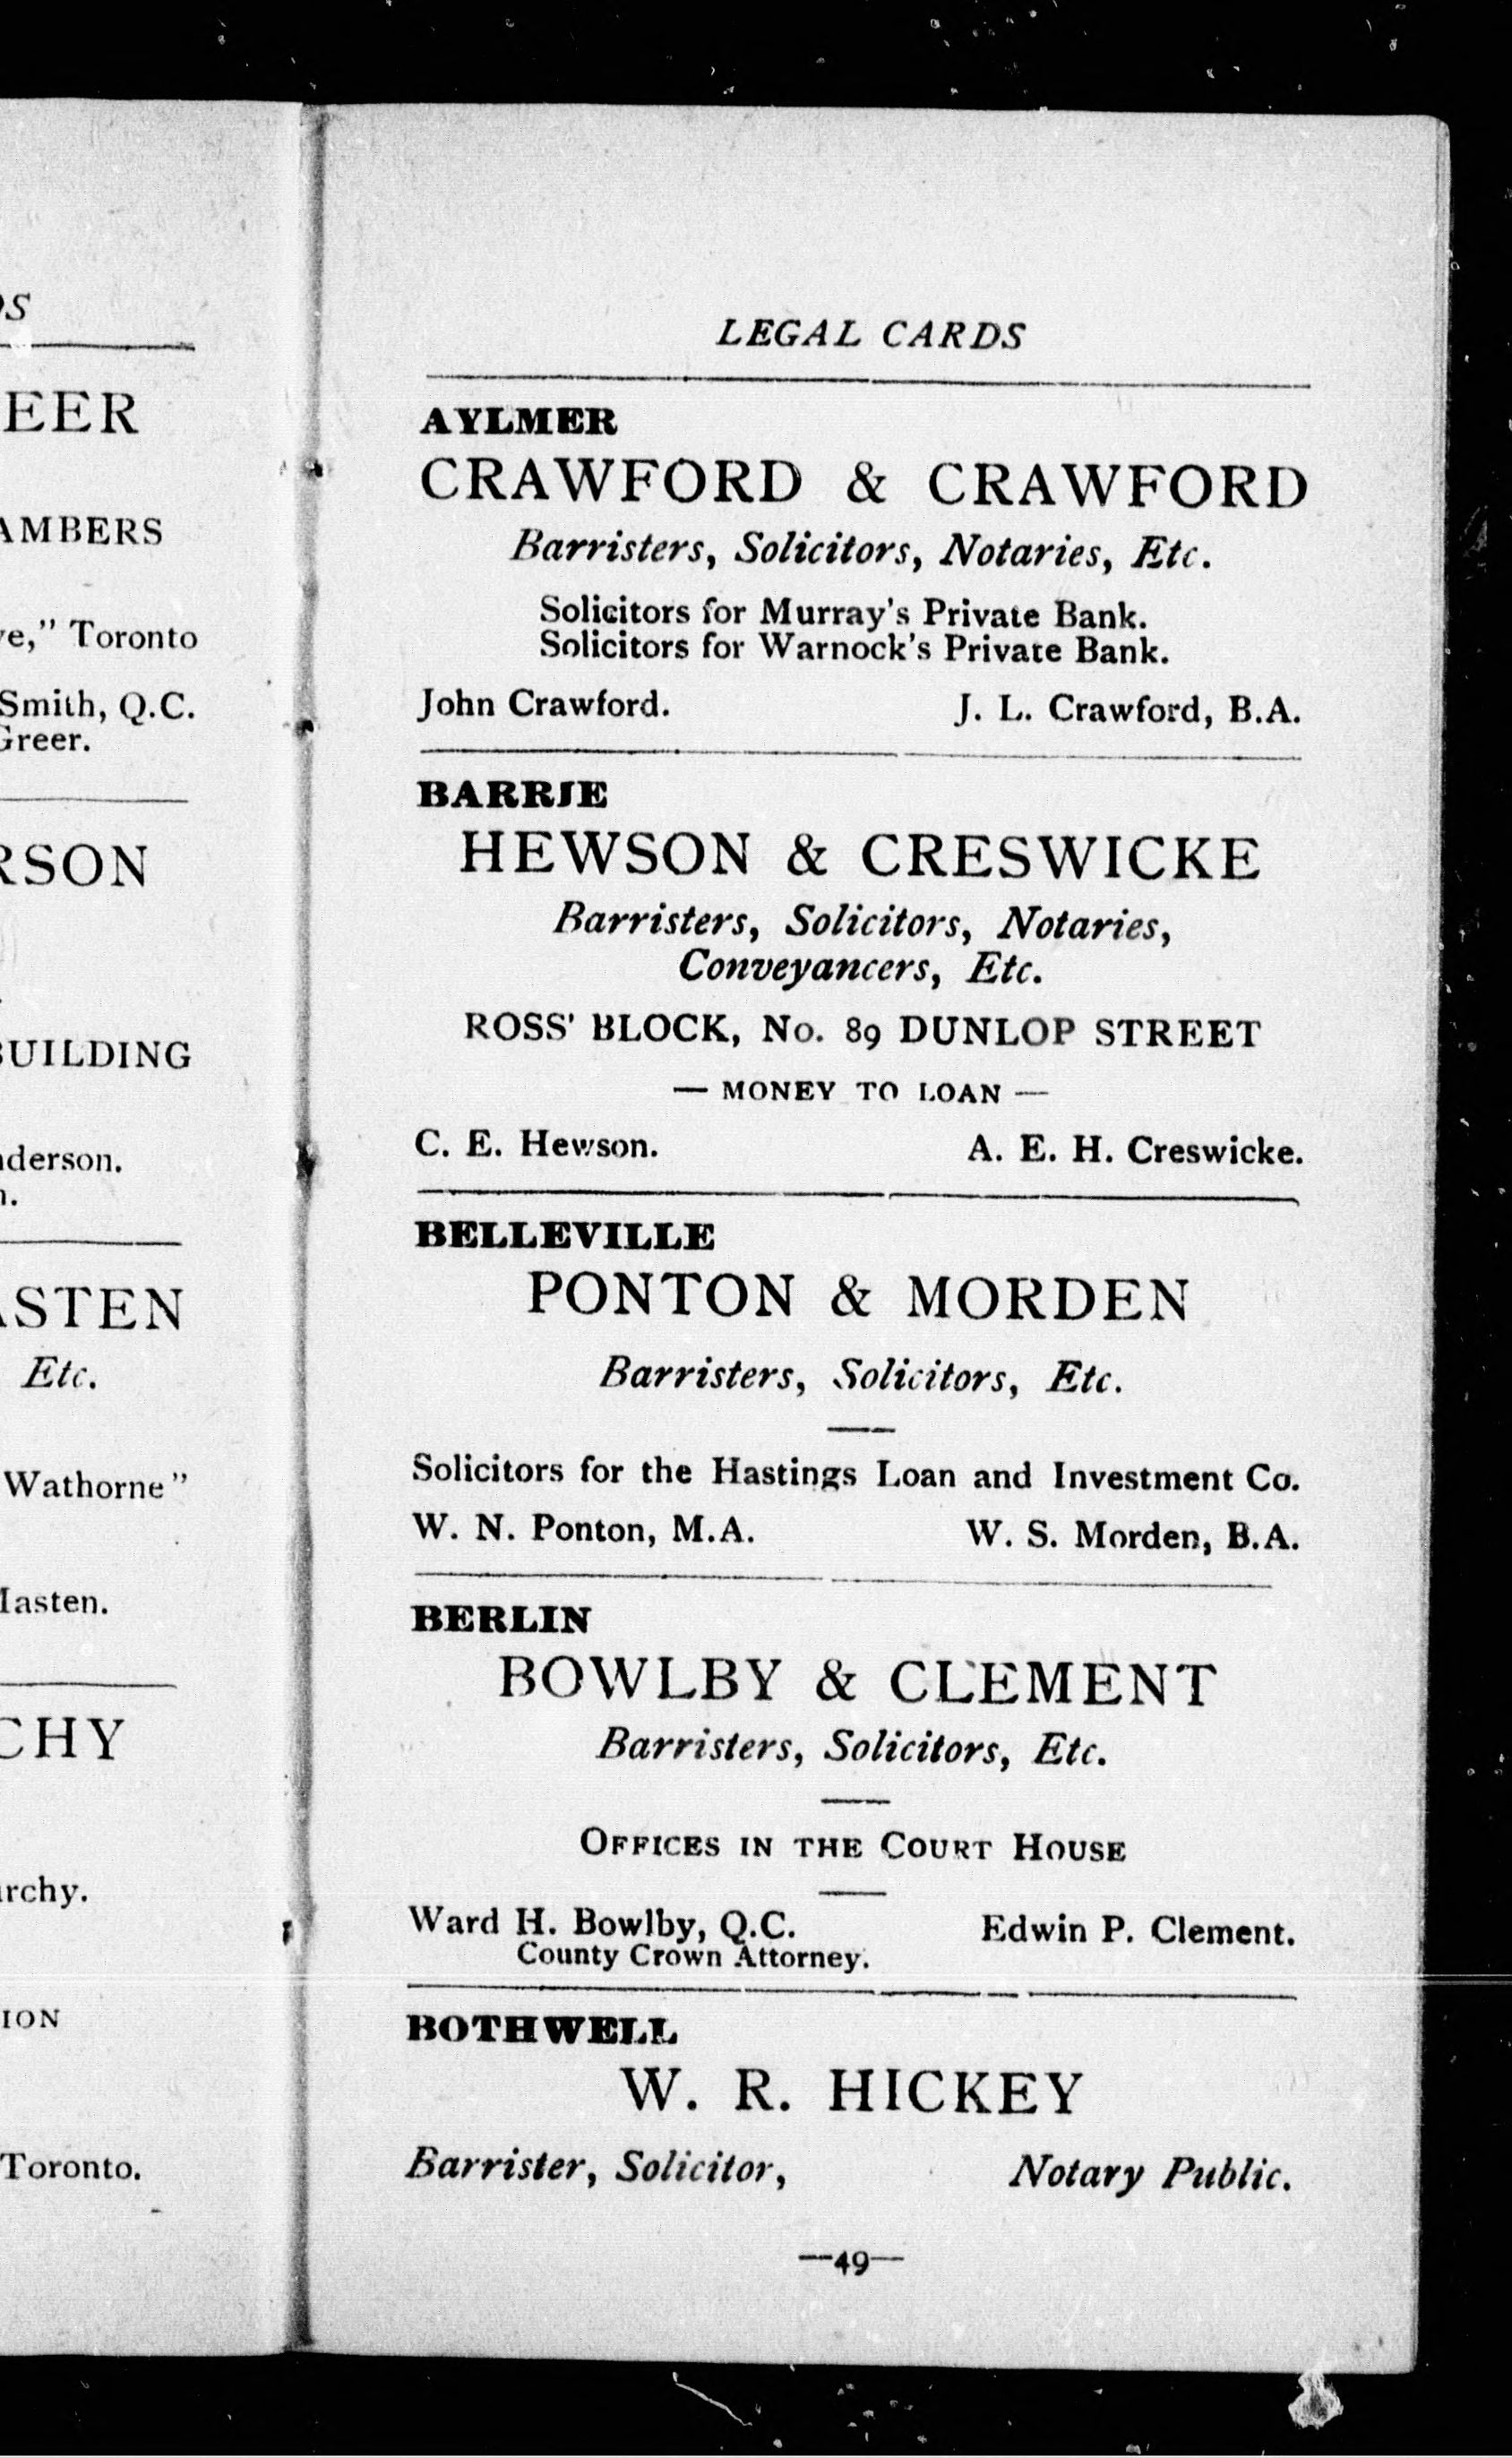 DS
EER
AMBERS
ve," Toronto
Smith, Q.C.
Greer.
RSON
BUILDING
nderson.
n.
ASTEN
Etc.
Wathorne"
Masten.
CHY
urchy.
ION
Toronto.
LEGAL CARDS
AYLMER
CRAWFORD & CRAWFORD
Barristers, Solicitors, Notaries, Etc.
Solicitors for Murray's Private Bank.
Solicitors for Warnock's Private Bank.
John Crawford. J. L. Crawford, B.A.
BARRIE
HEWSON & CRESWICKE
Barristers, Solicitors, Notaries,
Conveyancers, Etc.
ROSS' BLOCK, No. 89 DUNLOP STREET
— MONEY TO LOAN —
C. E. Hewson. A. E. H. Creswicke.
BELLEVILLE
PONTON & MORDEN
Barristers, Solicitors, Etc.
Solicitors for the Hastings Loan and Investment Co.
W. N. Ponton, M.A. W. S. Morden, B.A.
BERLIN
BOWLBY & CLEMENT
Barristers, Solicitors, Etc.
OFFICES IN THE COURT HOUSE
Ward H. Bowlby, Q.C. Edwin P. Clement.
County Crown Attorney.
BOTHWELL
W. R. HICKEY
Barrister, Solicitor, Notary Public.
—49—